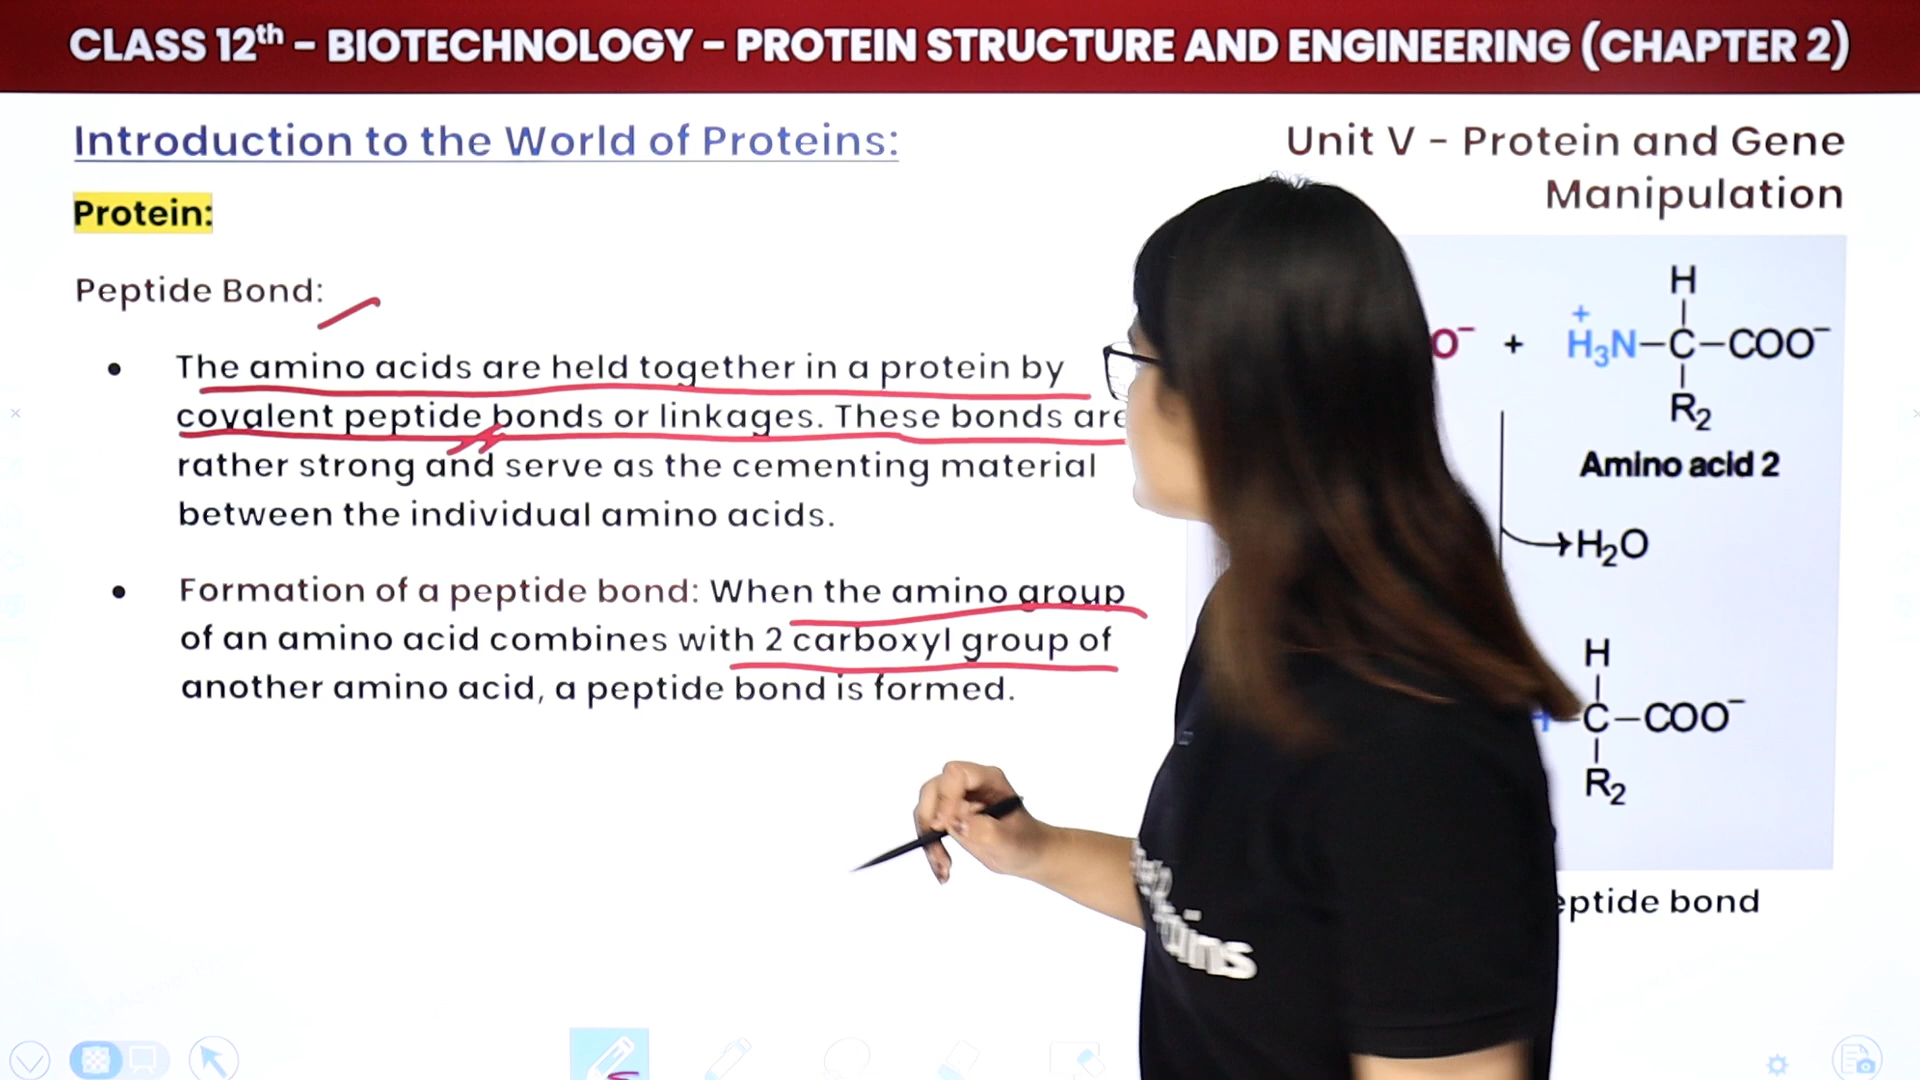 CLASS 12th - BIOTECHNOLOGY - PROTEIN STRUCTURE AND ENGINEERING (CHAPTER 2)
Introduction to the World of Proteins:
Unit V - Protein and Gene
Manipulation
Protein:
Peptide Bond:
• The amino acids are held together in a protein by
covalent peptide bonds or linkages. These bonds are
rather strong and serve as the cementing material
between the individual amino acids.
• Formation of a peptide bond: When the amino group
of an amino acid combines with 2 carboxyl group of
another amino acid, a peptide bond is formed.
H
O⁻ + H₃N⁺–C–COO⁻
R₂
Amino acid 2
H₂O
H
C–COO⁻
R₂
eptide bond